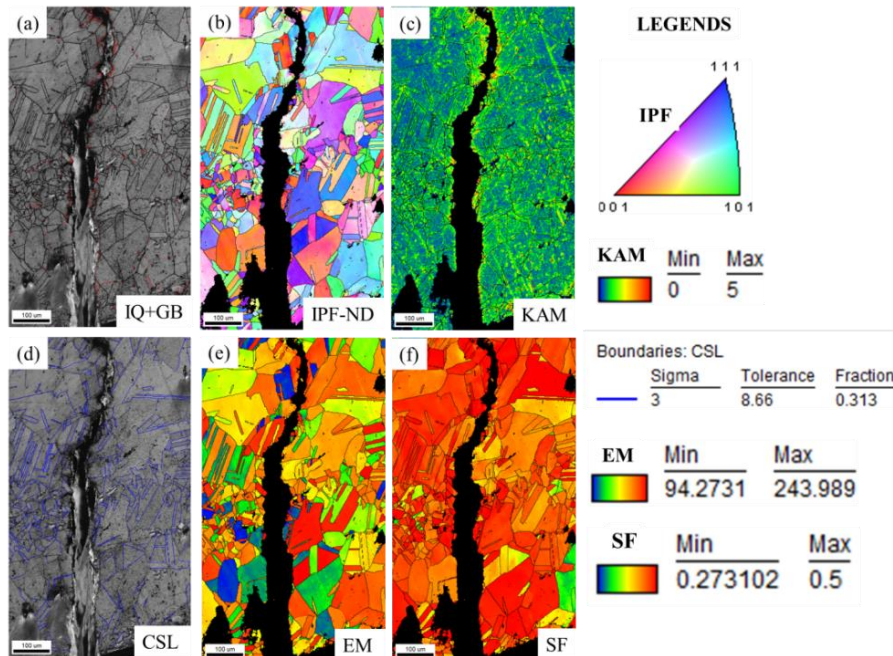 (a)
100 um
IQ+GB
(b)
100 um
IPF-ND
(c)
100 um
KAM
LEGENDS
IPF
111
001
101
KAM
Min Max
0 5
(d)
100 um
CSL
(e)
100 um
EM
(f)
100 um
SF
Boundaries: CSL
Sigma Tolerance Fraction
3 8.66 0.313
EM
Min Max
94.2731 243.989
SF
Min Max
0.273102 0.5